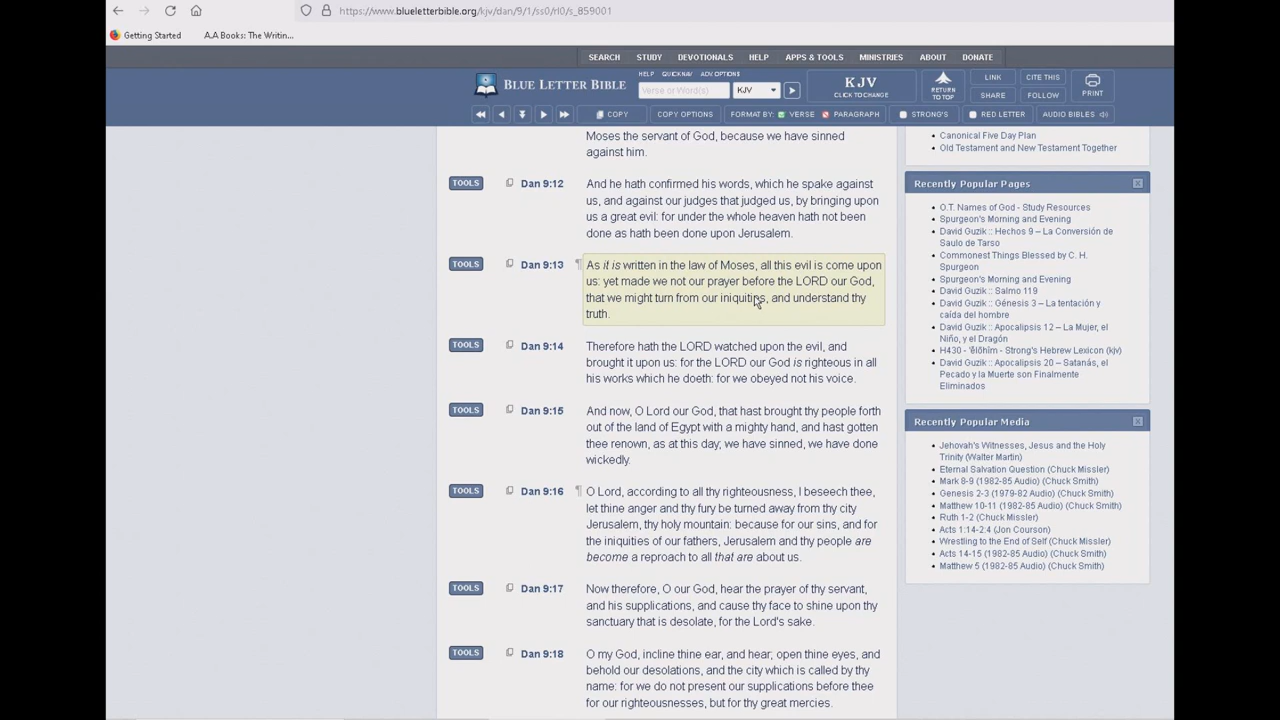 https://www.blueletterbible.org/kjv/dan/9/1/ss0/rl0/s_859001
Getting Started
A.A Books: The Writin...
SEARCH STUDY DEVOTIONALS HELP APPS & TOOLS MINISTRIES ABOUT DONATE
BLUE LETTER BIBLE
HELP QUICKNAV ADV OPTIONS
Verse or Word(s)
KJV
KJV
CLICK TO CHANGE
RETURN
TO TOP
LINK
CITE THIS
SHARE
FOLLOW
PRINT
COPY
COPY OPTIONS
FORMAT BY: VERSE PARAGRAPH
STRONG'S
RED LETTER
AUDIO BIBLES
Moses the servant of God, because we have sinned
against him.
TOOLS
Dan 9:12
And he hath confirmed his words, which he spake against
us, and against our judges that judged us, by bringing upon
us a great evil: for under the whole heaven hath not been
done as hath been done upon Jerusalem.
TOOLS
Dan 9:13
¶
As it is written in the law of Moses, all this evil is come upon
us: yet made we not our prayer before the LORD our God,
that we might turn from our iniquities, and understand thy
truth.
TOOLS
Dan 9:14
Therefore hath the LORD watched upon the evil, and
brought it upon us: for the LORD our God is righteous in all
his works which he doeth: for we obeyed not his voice.
TOOLS
Dan 9:15
And now, O Lord our God, that hast brought thy people forth
out of the land of Egypt with a mighty hand, and hast gotten
thee renown, as at this day; we have sinned, we have done
wickedly.
TOOLS
Dan 9:16
¶
O Lord, according to all thy righteousness, I beseech thee,
let thine anger and thy fury be turned away from thy city
Jerusalem, thy holy mountain: because for our sins, and for
the iniquities of our fathers, Jerusalem and thy people are
become a reproach to all that are about us.
TOOLS
Dan 9:17
Now therefore, O our God, hear the prayer of thy servant,
and his supplications, and cause thy face to shine upon thy
sanctuary that is desolate, for the Lord's sake.
TOOLS
Dan 9:18
O my God, incline thine ear, and hear; open thine eyes, and
behold our desolations, and the city which is called by thy
name: for we do not present our supplications before thee
for our righteousnesses, but for thy great mercies.
Canonical Five Day Plan
Old Testament and New Testament Together
Recently Popular Pages
O.T. Names of God - Study Resources
Spurgeon's Morning and Evening
David Guzik :: Hechos 9 – La Conversión de
Saulo de Tarso
Commonest Things Blessed by C. H.
Spurgeon
Spurgeon's Morning and Evening
David Guzik :: Salmo 119
David Guzik :: Génesis 3 – La tentación y
caída del hombre
David Guzik :: Apocalipsis 12 – La Mujer, el
Niño, y el Dragón
H430 - 'ĕlōhîm - Strong's Hebrew Lexicon (kjv)
David Guzik :: Apocalipsis 20 – Satanás, el
Pecado y la Muerte son Finalmente
Eliminados
Recently Popular Media
Jehovah's Witnesses, Jesus and the Holy
Trinity (Walter Martin)
Eternal Salvation Question (Chuck Missler)
Mark 8-9 (1982-85 Audio) (Chuck Smith)
Genesis 2-3 (1979-82 Audio) (Chuck Smith)
Matthew 10-11 (1982-85 Audio) (Chuck Smith)
Ruth 1-2 (Chuck Missler)
Acts 1:14-2:4 (Jon Courson)
Wrestling to the End of Self (Chuck Missler)
Acts 14-15 (1982-85 Audio) (Chuck Smith)
Matthew 5 (1982-85 Audio) (Chuck Smith)